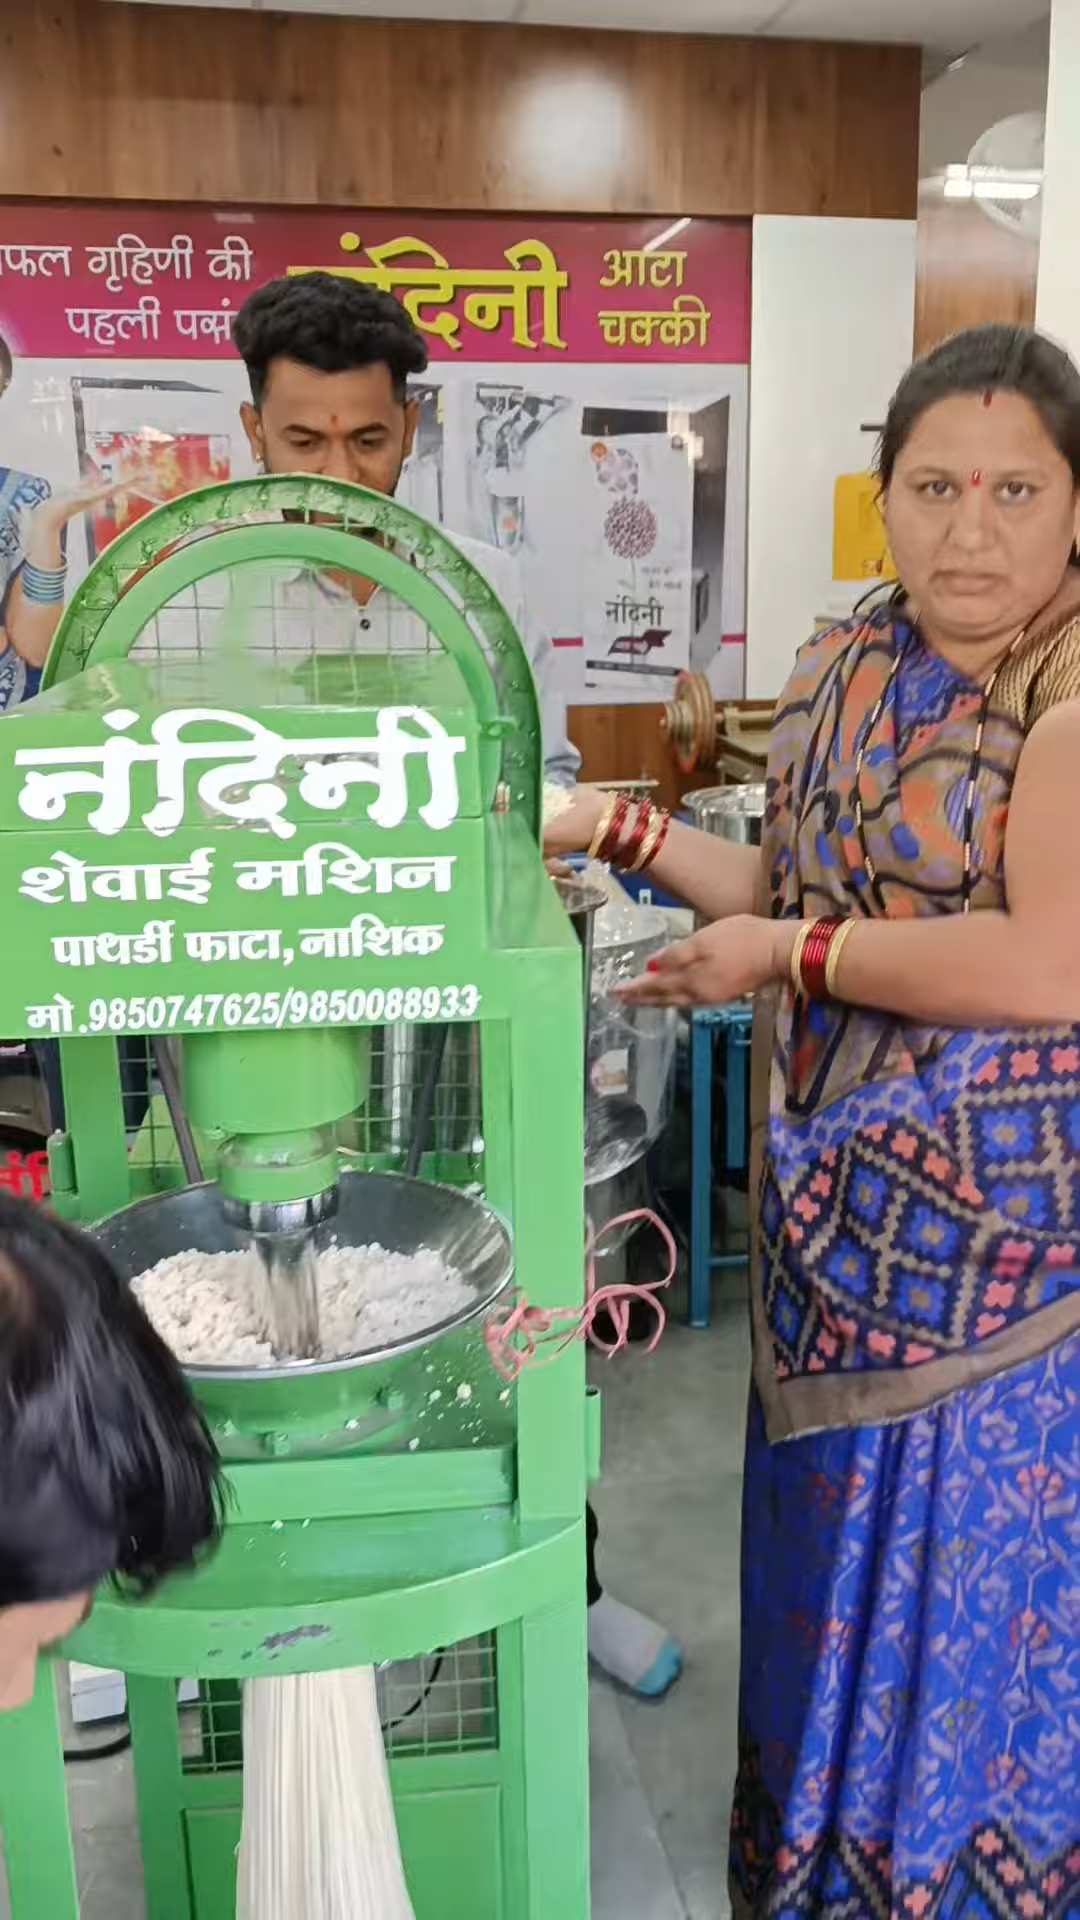 फल गृहिणी की
पहली पसं
नंदिनी
आटा
चक्की
नंदिनी
नंदिनी
शेवाई मशिन
पाथर्डी फाटा,नाशिक
मो.9850747625/9850088933